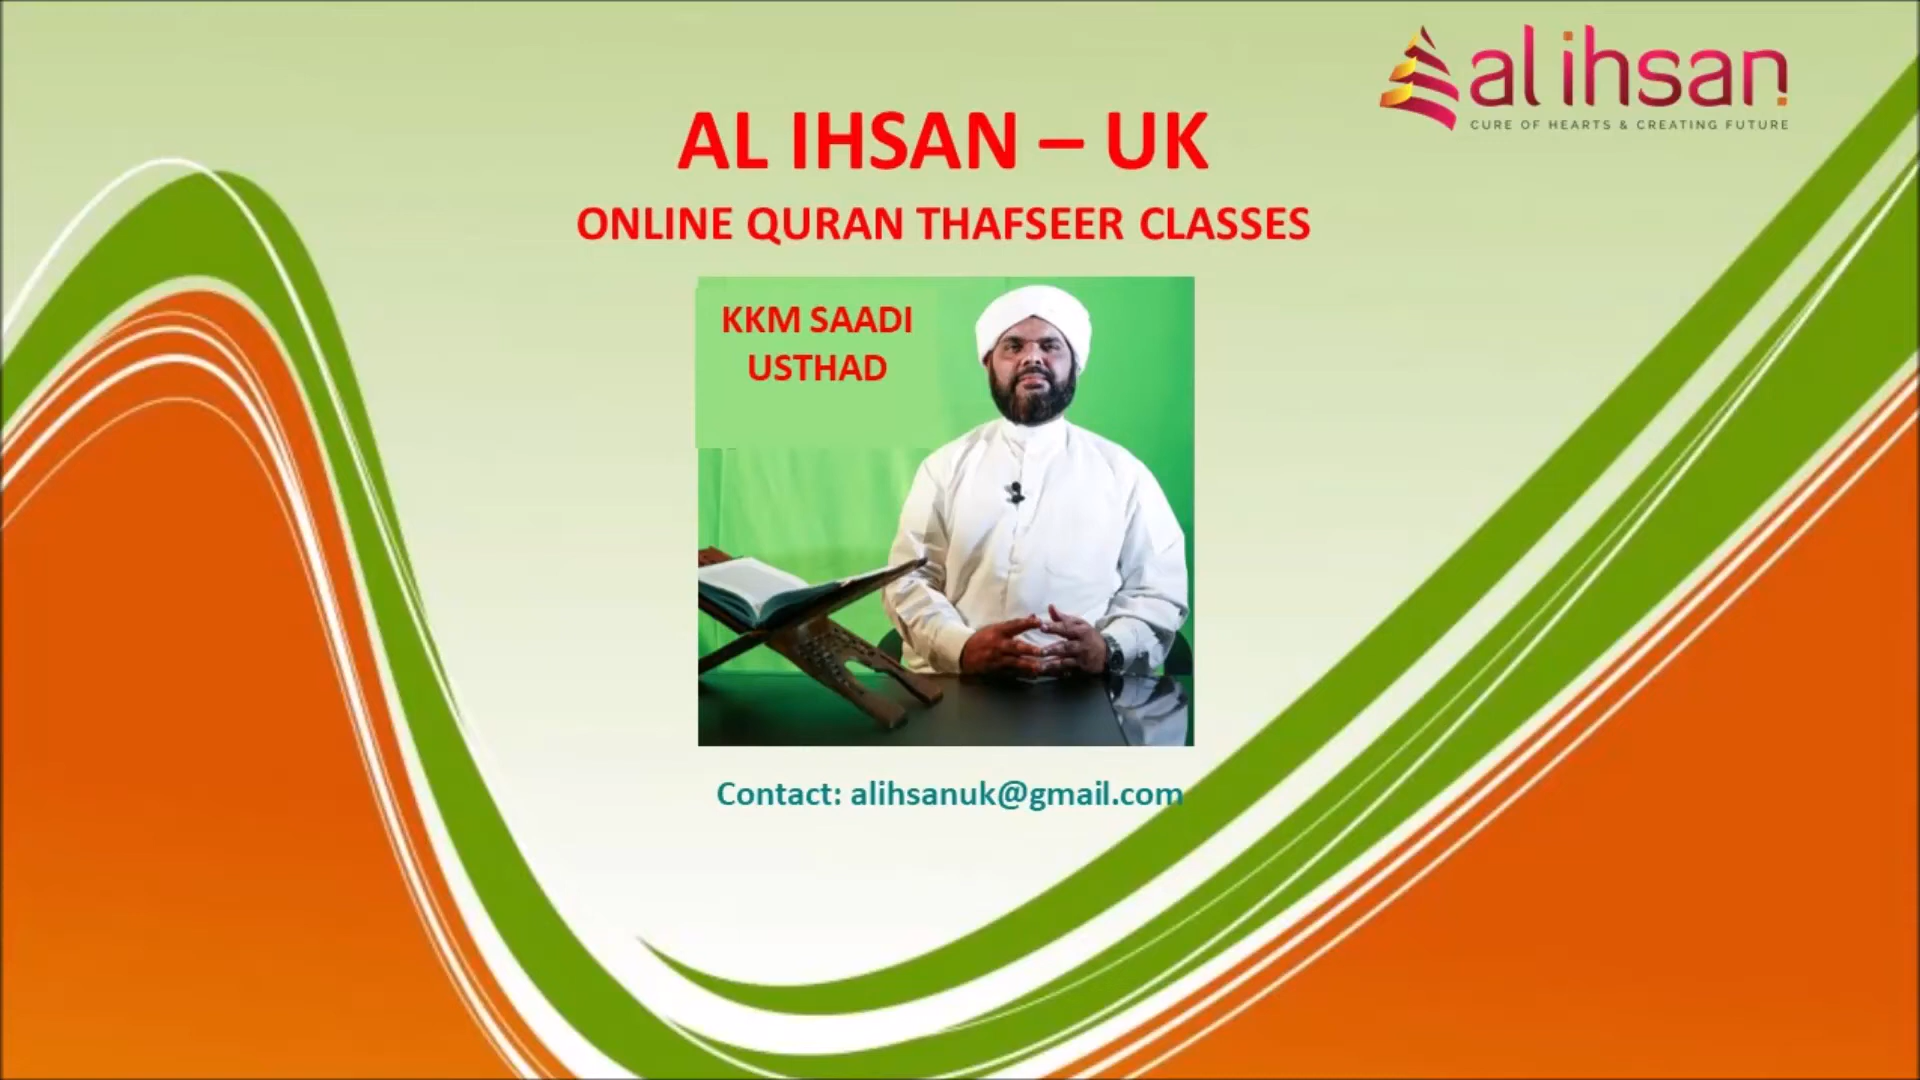 al ihsan
CURE OF HEARTS & CREATING FUTURE
AL IHSAN – UK
ONLINE QURAN THAFSEER CLASSES
KKM SAADI
USTHAD
Contact: alihsanuk@gmail.com